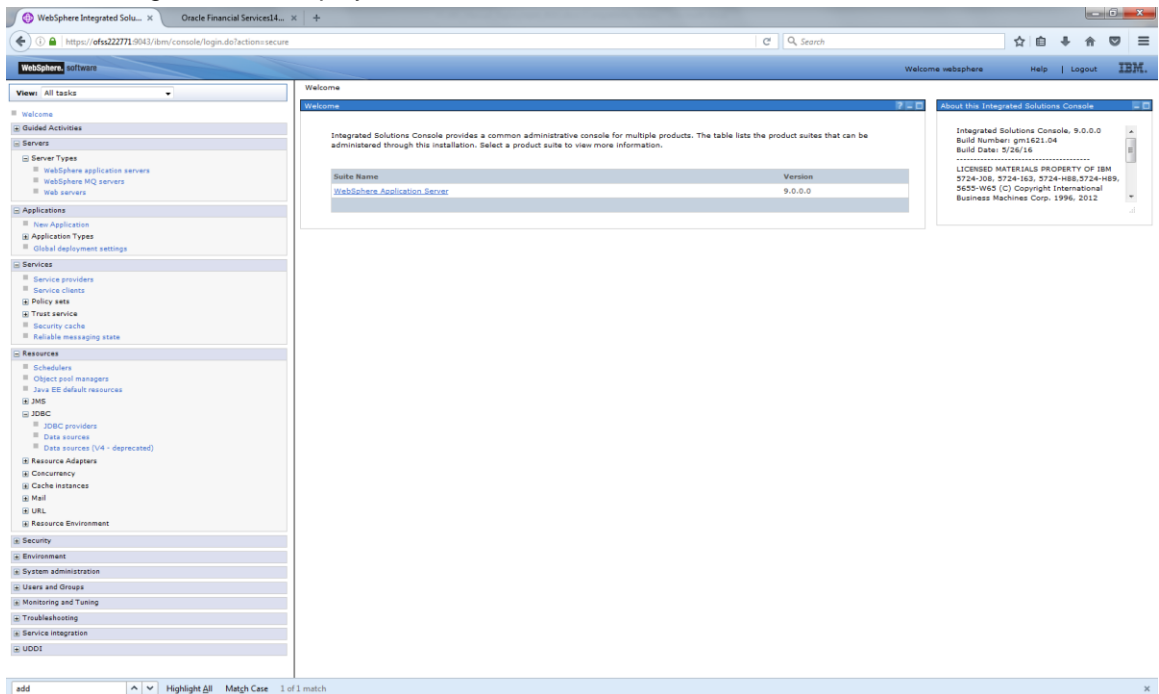 WebSphere Integrated Solu... ×
Oracle Financial Services14... ×
+
https://ofss222771:9043/ibm/console/login.do?action=secure
Search
WebSphere. software
Welcome websphere
Help | Logout
IBM.
View: All tasks
Welcome
Guided Activities
Servers
Server Types
WebSphere application servers
WebSphere MQ servers
Web servers
Applications
New Application
Application Types
Global deployment settings
Services
Service providers
Service clients
Policy sets
Trust service
Security cache
Reliable messaging state
Resources
Schedulers
Object pool managers
Java EE default resources
JMS
JDBC
JDBC providers
Data sources
Data sources (V4 - deprecated)
Resource Adapters
Concurrency
Cache instances
Mail
URL
Resource Environment
Security
Environment
System administration
Users and Groups
Monitoring and Tuning
Troubleshooting
Service integration
UDDI
Welcome
Welcome
Integrated Solutions Console provides a common administrative console for multiple products. The table lists the product suites that can be
administered through this installation. Select a product suite to view more information.
Suite Name Version
WebSphere Application Server 9.0.0.0
About this Integrated Solutions Console
Integrated Solutions Console, 9.0.0.0
Build Number: gm1621.04
Build Date: 5/26/16
----------------------------------------
LICENSED MATERIALS PROPERTY OF IBM
5724-J08, 5724-I63, 5724-H88,5724-H89,
5655-W65 (C) Copyright International
Business Machines Corp. 1996, 2012
add
Highlight All Match Case 1 of 1 match